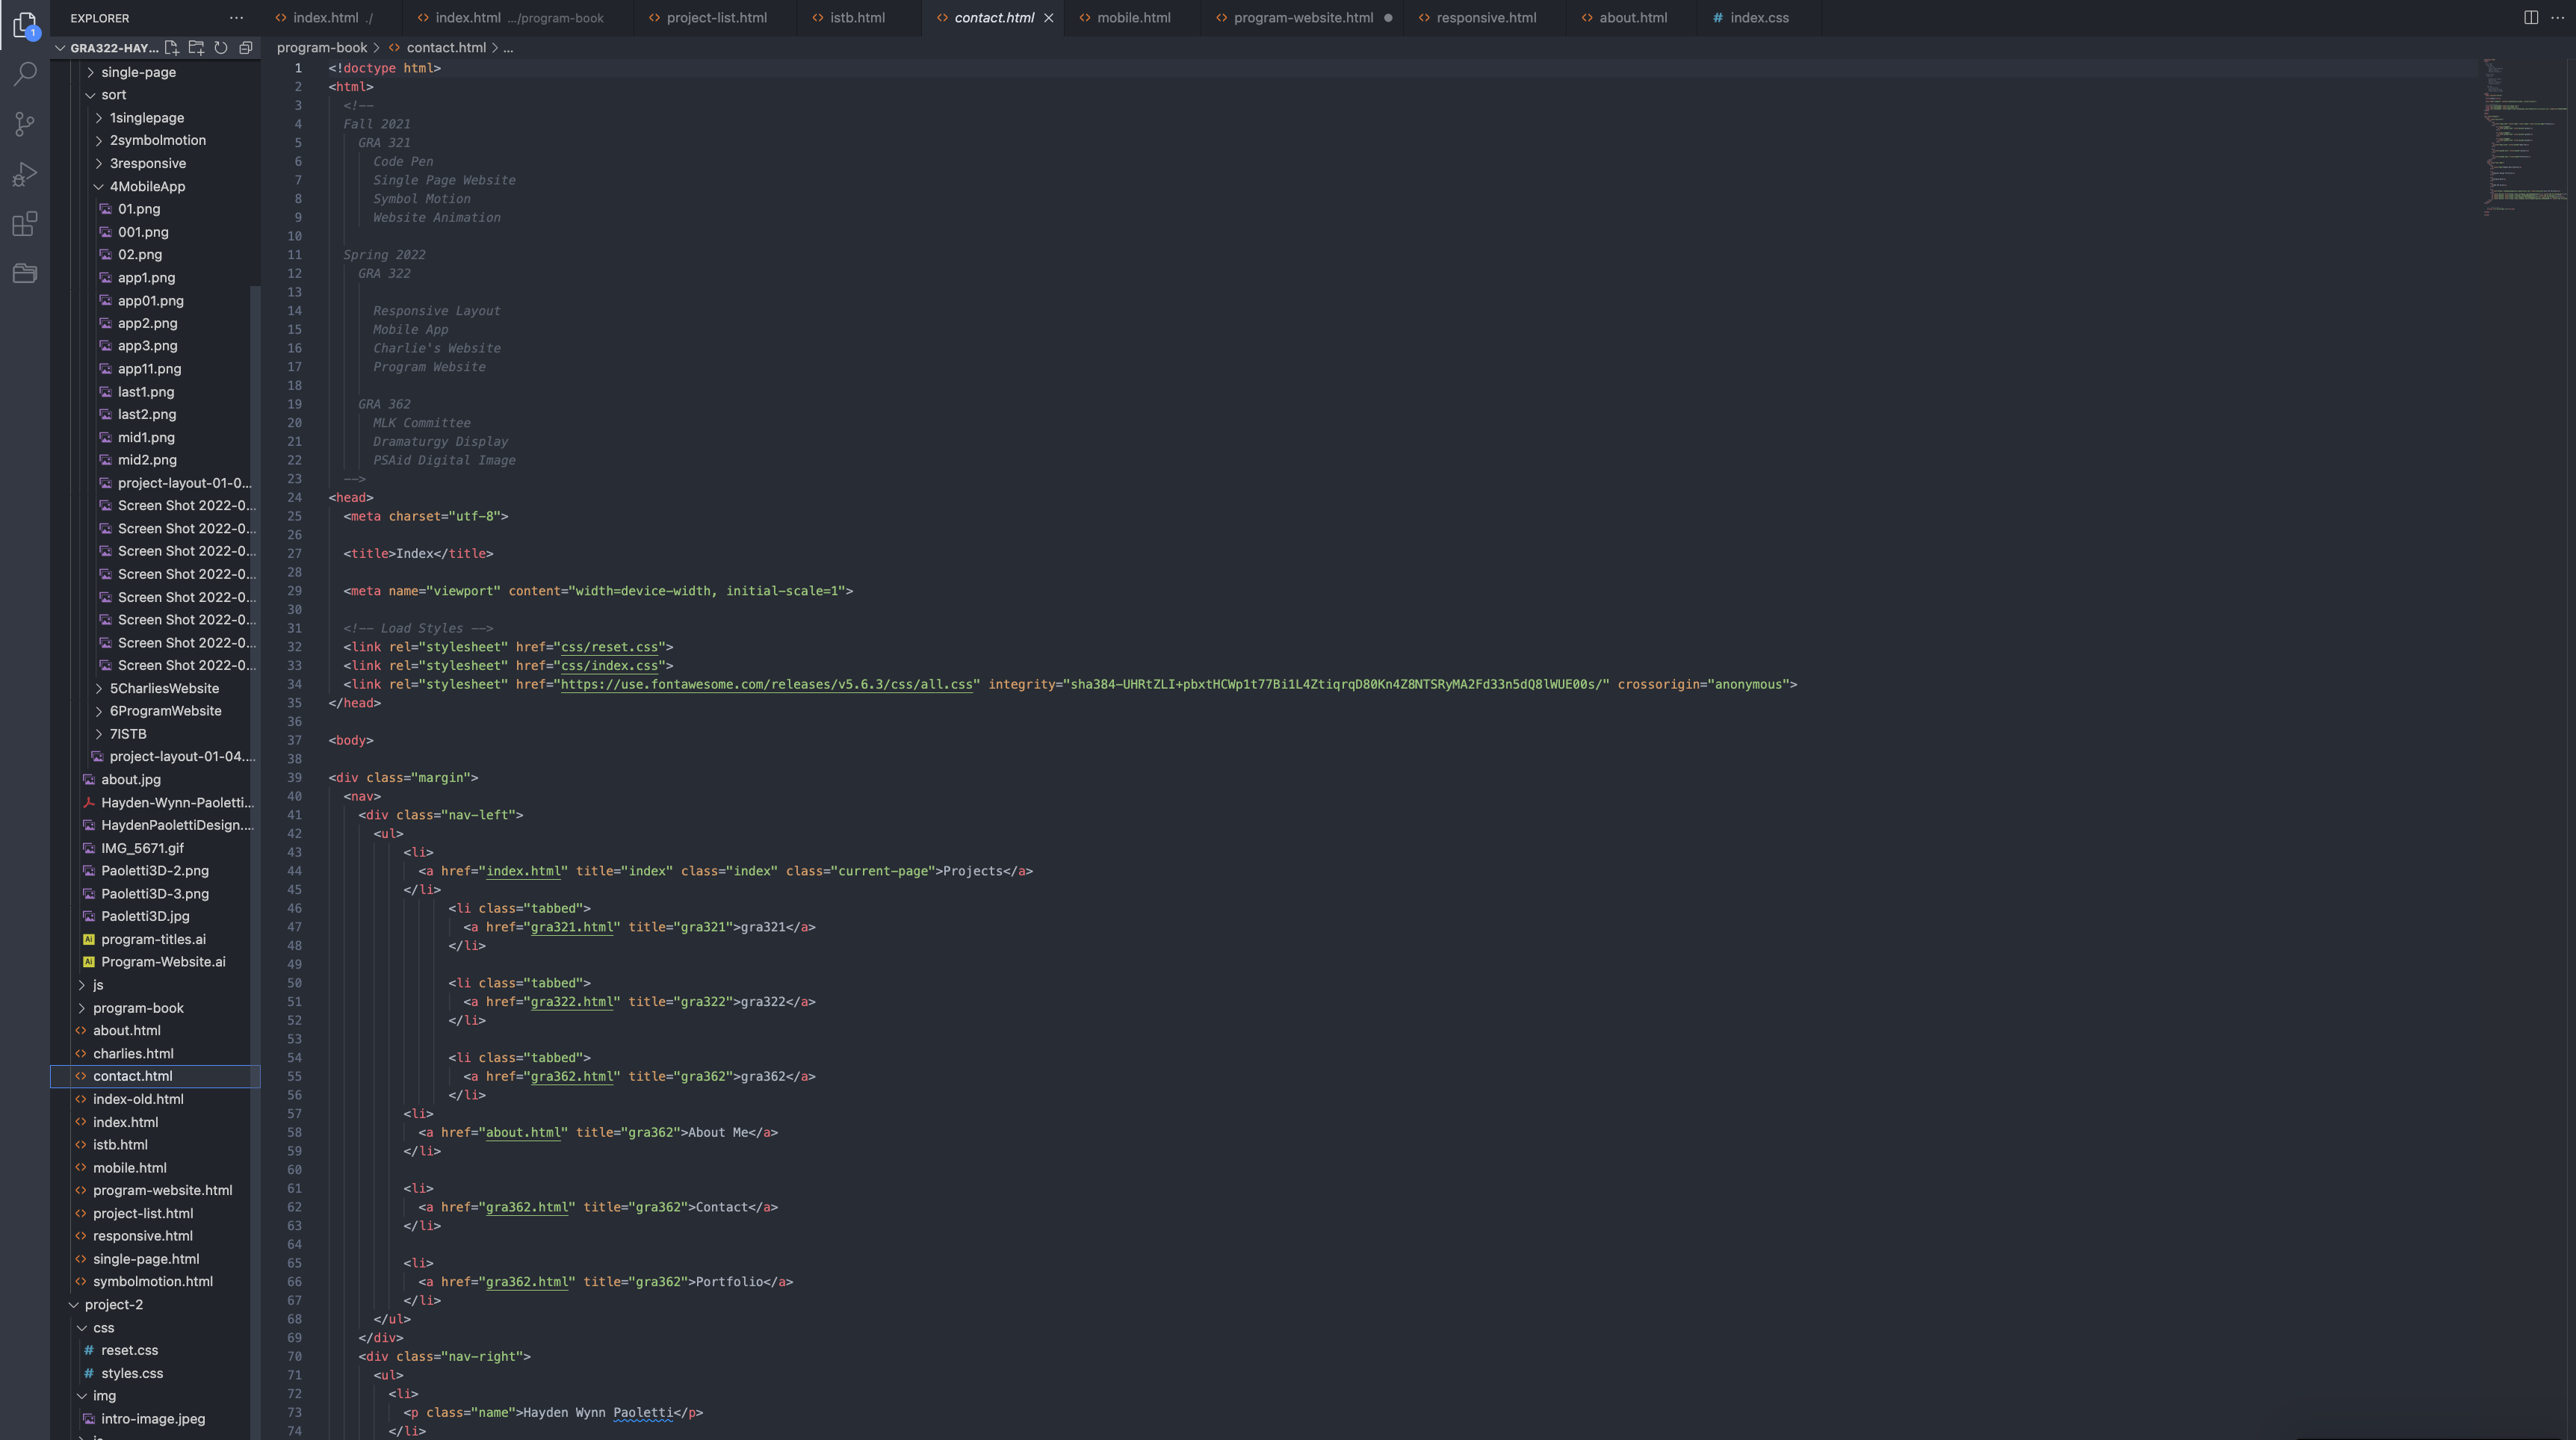 EXPLORER
1
GRA322-HAY...
single-page
sort
1singlepage
2symbolmotion
3responsive
4MobileApp
01.png
001.png
02.png
app1.png
app01.png
app2.png
app3.png
app11.png
last1.png
last2.png
mid1.png
mid2.png
project-layout-01-0...
Screen Shot 2022-0...
Screen Shot 2022-0...
Screen Shot 2022-0...
Screen Shot 2022-0...
Screen Shot 2022-0...
Screen Shot 2022-0...
Screen Shot 2022-0...
Screen Shot 2022-0...
5CharliesWebsite
6ProgramWebsite
7ISTB
project-layout-01-04....
about.jpg
Hayden-Wynn-Paoletti...
HaydenPaolettiDesign....
IMG_5671.gif
Paoletti3D-2.png
Paoletti3D-3.png
Paoletti3D.jpg
Ai program-titles.ai
Ai Program-Website.ai
js
program-book
about.html
charlies.html
contact.html
index-old.html
index.html
istb.html
mobile.html
program-website.html
project-list.html
responsive.html
single-page.html
symbolmotion.html
project-2
css
# reset.css
# styles.css
img
intro-image.jpeg
index.html ./ index.html .../program-book project-list.html istb.html contact.html mobile.html program-website.html responsive.html about.html # index.css
program-book > contact.html > ...
1 <!doctype html>
2 <html>
3 <!--
4 Fall 2021
5 GRA 321
6 Code Pen
7 Single Page Website
8 Symbol Motion
9 Website Animation
10
11 Spring 2022
12 GRA 322
13
14 Responsive Layout
15 Mobile App
16 Charlie's Website
17 Program Website
18
19 GRA 362
20 MLK Committee
21 Dramaturgy Display
22 PSAid Digital Image
23 -->
24 <head>
25 <meta charset="utf-8">
26
27 <title>Index</title>
28
29 <meta name="viewport" content="width=device-width, initial-scale=1">
30
31 <!-- Load Styles -->
32 <link rel="stylesheet" href="css/reset.css">
33 <link rel="stylesheet" href="css/index.css">
34 <link rel="stylesheet" href="https://use.fontawesome.com/releases/v5.6.3/css/all.css" integrity="sha384-UHRtZLI+pbxtHCWp1t77Bi1L4ZtiqrqD80Kn4Z8NTSRyMA2Fd33n5dQ8lWUE00s/" crossorigin="anonymous">
35 </head>
36
37 <body>
38
39 <div class="margin">
40 <nav>
41 <div class="nav-left">
42 <ul>
43 <li>
44 <a href="index.html" title="index" class="index" class="current-page">Projects</a>
45 </li>
46 <li class="tabbed">
47 <a href="gra321.html" title="gra321">gra321</a>
48 </li>
49
50 <li class="tabbed">
51 <a href="gra322.html" title="gra322">gra322</a>
52 </li>
53
54 <li class="tabbed">
55 <a href="gra362.html" title="gra362">gra362</a>
56 </li>
57 <li>
58 <a href="about.html" title="gra362">About Me</a>
59 </li>
60
61 <li>
62 <a href="gra362.html" title="gra362">Contact</a>
63 </li>
64
65 <li>
66 <a href="gra362.html" title="gra362">Portfolio</a>
67 </li>
68 </ul>
69 </div>
70 <div class="nav-right">
71 <ul>
72 <li>
73 <p class="name">Hayden Wynn Paoletti</p>
74 </li>